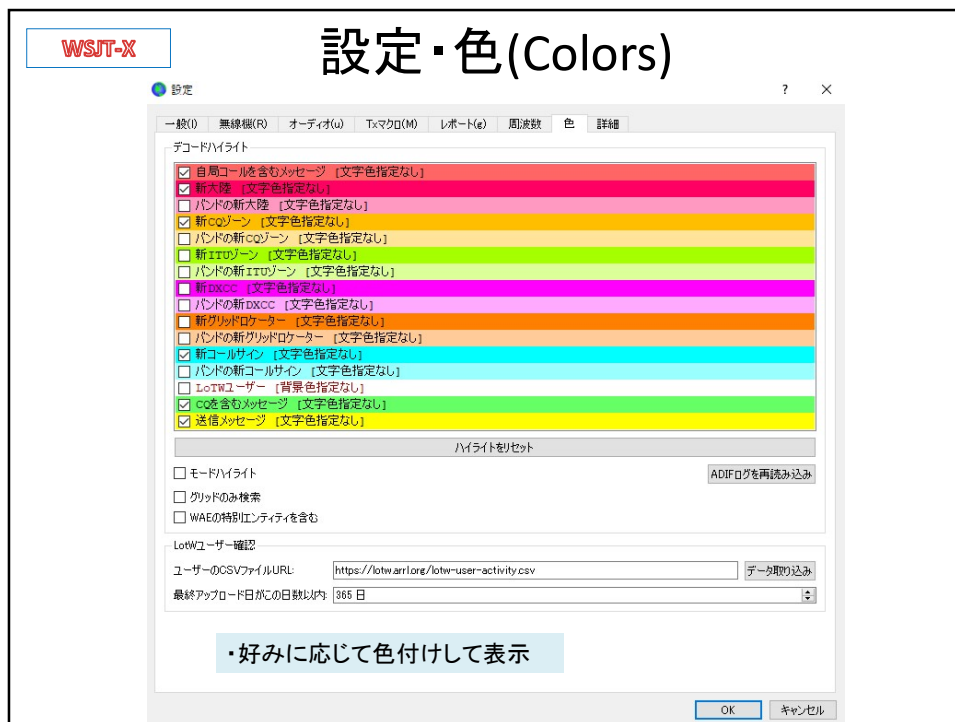 WSJT-X
設定・色(Colors)
設定
?
×
一般(I) 無線機(R) オーディオ(u) Txマクロ(M) レポート(e) 周波数 色 詳細
デコードハイライト
自局コールを含むメッセージ [文字色指定なし]
新大陸 [文字色指定なし]
バンドの新大陸 [文字色指定なし]
新CQゾーン [文字色指定なし]
バンドの新CQゾーン [文字色指定なし]
新ITUゾーン [文字色指定なし]
バンドの新ITUゾーン [文字色指定なし]
新DXCC [文字色指定なし]
バンドの新DXCC [文字色指定なし]
新グリッドロケーター [文字色指定なし]
バンドの新グリッドロケーター [文字色指定なし]
新コールサイン [文字色指定なし]
バンドの新コールサイン [文字色指定なし]
LoTWユーザー [背景色指定なし]
CQを含むメッセージ [文字色指定なし]
送信メッセージ [文字色指定なし]
ハイライトをリセット
モードハイライト
ADIFログを再読み込み
グリッドのみ検索
WAEの特別エンティティを含む
LotWユーザー確認
ユーザーのCSVファイルURL: https://lotw.arrl.org/lotw-user-activity.csv データ取り込み
最終アップロード日がこの日数以内: 365 日
・好みに応じて色付けして表示
OK キャンセル